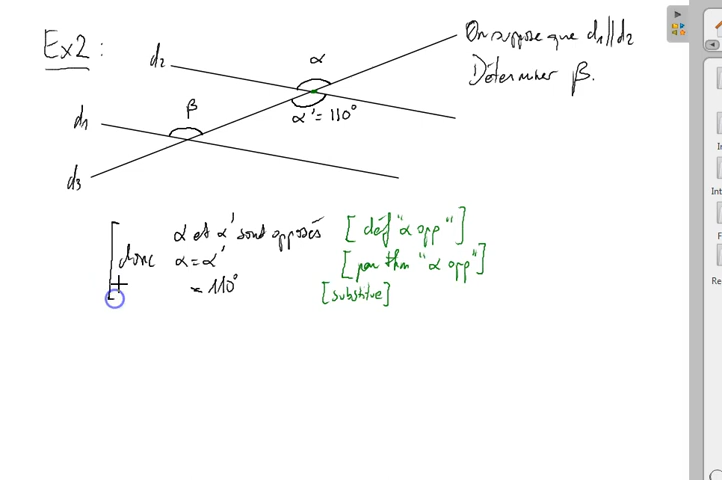 Ex2 :
On suppose que d1 // d2
Déterminer β.
d2
α
β
α' = 110°
d1
d3
α et α' sont opposés [déf "α opp"]
donc α = α' [par thm "α opp"]
= 110° [substitue]